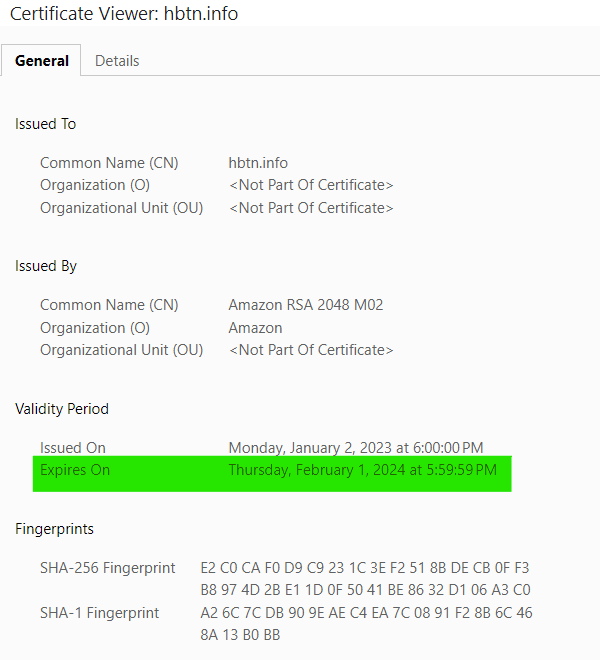 Certificate Viewer: hbtn.info
General Details
Issued To
Common Name (CN) hbtn.info
Organization (O) <Not Part Of Certificate>
Organizational Unit (OU) <Not Part Of Certificate>
Issued By
Common Name (CN) Amazon RSA 2048 M02
Organization (O) Amazon
Organizational Unit (OU) <Not Part Of Certificate>
Validity Period
Issued On Monday, January 2, 2023 at 6:00:00 PM
Expires On Thursday, February 1, 2024 at 5:59:59 PM
Fingerprints
SHA-256 Fingerprint E2 C0 CA F0 D9 C9 23 1C 3E F2 51 8B DE CB 0F F3
B8 97 4D 2B E1 1D 0F 50 41 BE 86 32 D1 06 A3 C0
SHA-1 Fingerprint A2 6C 7C DB 90 9E AE C4 EA 7C 08 91 F2 8B 6C 46
8A 13 B0 BB